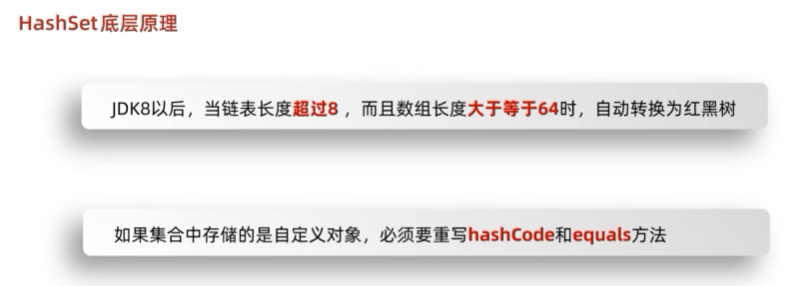 HashSet底层原理
JDK8以后，当链表长度超过8 ，而且数组长度大于等于64时，自动转换为红黑树
如果集合中存储的是自定义对象，必须要重写hashCode和equals方法